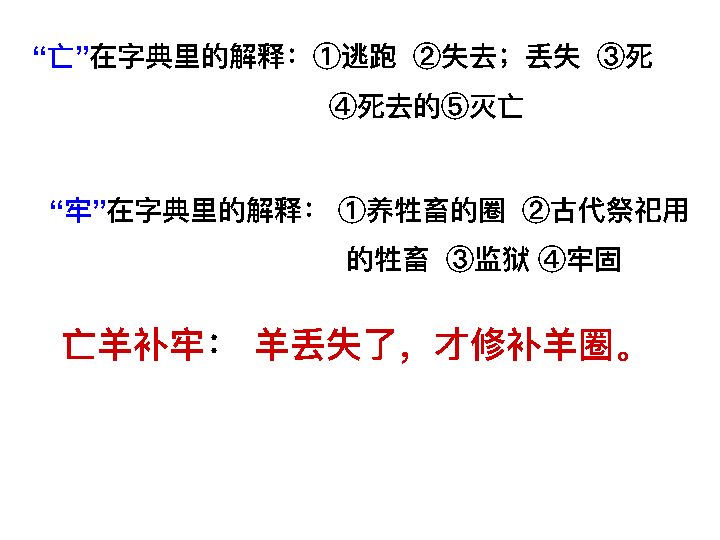 “亡”在字典里的解释：①逃跑 ②失去；丢失 ③死
④死去的⑤灭亡
“牢”在字典里的解释： ①养牲畜的圈 ②古代祭祀用
的牲畜 ③监狱 ④牢固
亡羊补牢： 羊丢失了，才修补羊圈。